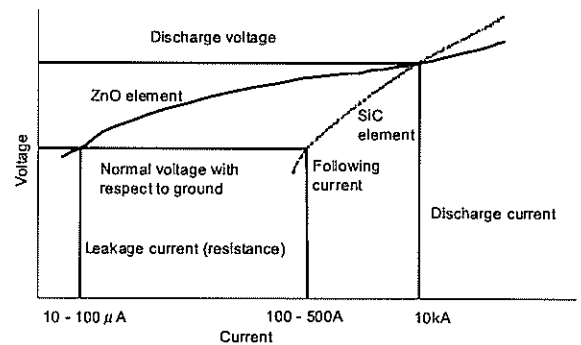 Discharge voltage
ZnO element
SiC
element
Voltage
Normal voltage with
respect to ground
Following
current
Discharge current
Leakage current (resistance)
10 - 100 μ A
100 - 500A
10kA
Current